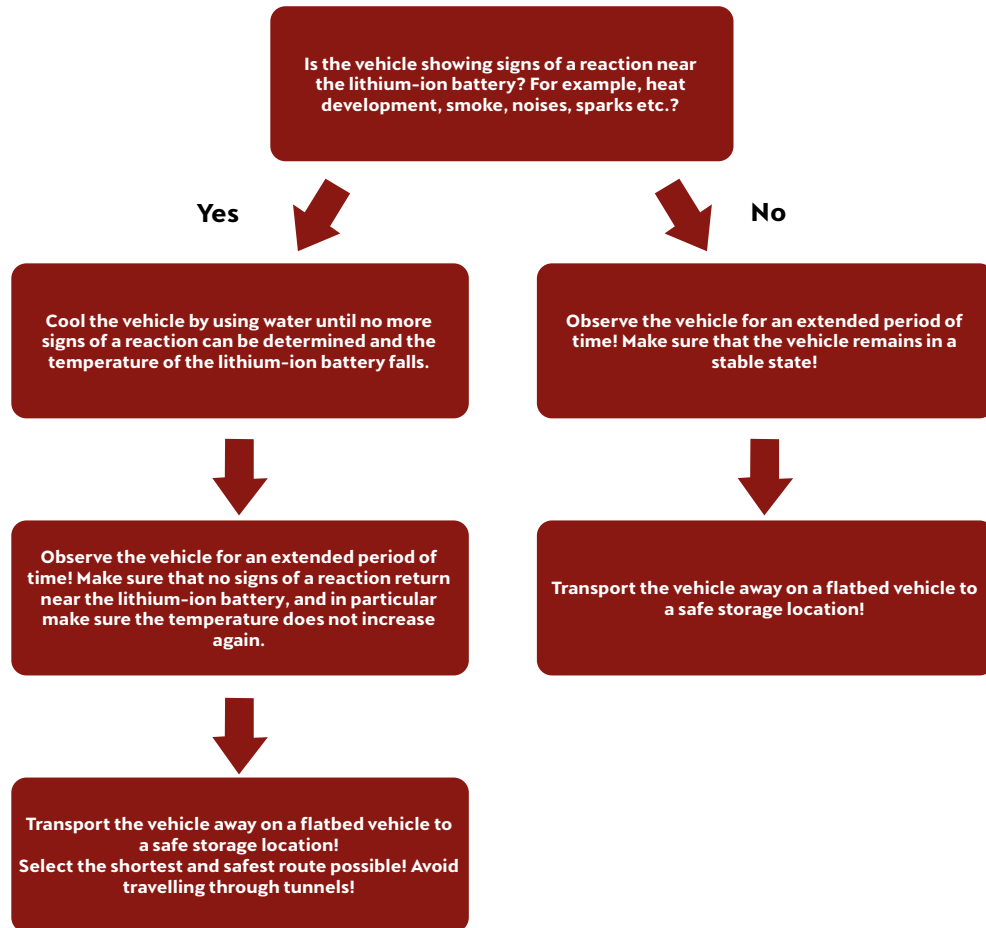 Is the vehicle showing signs of a reaction near
the lithium-ion battery? For example, heat
development, smoke, noises, sparks etc.?
Yes
No
Cool the vehicle by using water until no more
signs of a reaction can be determined and the
temperature of the lithium-ion battery falls.
Observe the vehicle for an extended period of
time! Make sure that the vehicle remains in a
stable state!
Observe the vehicle for an extended period of
time! Make sure that no signs of a reaction return
near the lithium-ion battery, and in particular
make sure the temperature does not increase
again.
Transport the vehicle away on a flatbed vehicle to
a safe storage location!
Transport the vehicle away on a flatbed vehicle to
a safe storage location!
Select the shortest and safest route possible! Avoid
travelling through tunnels!